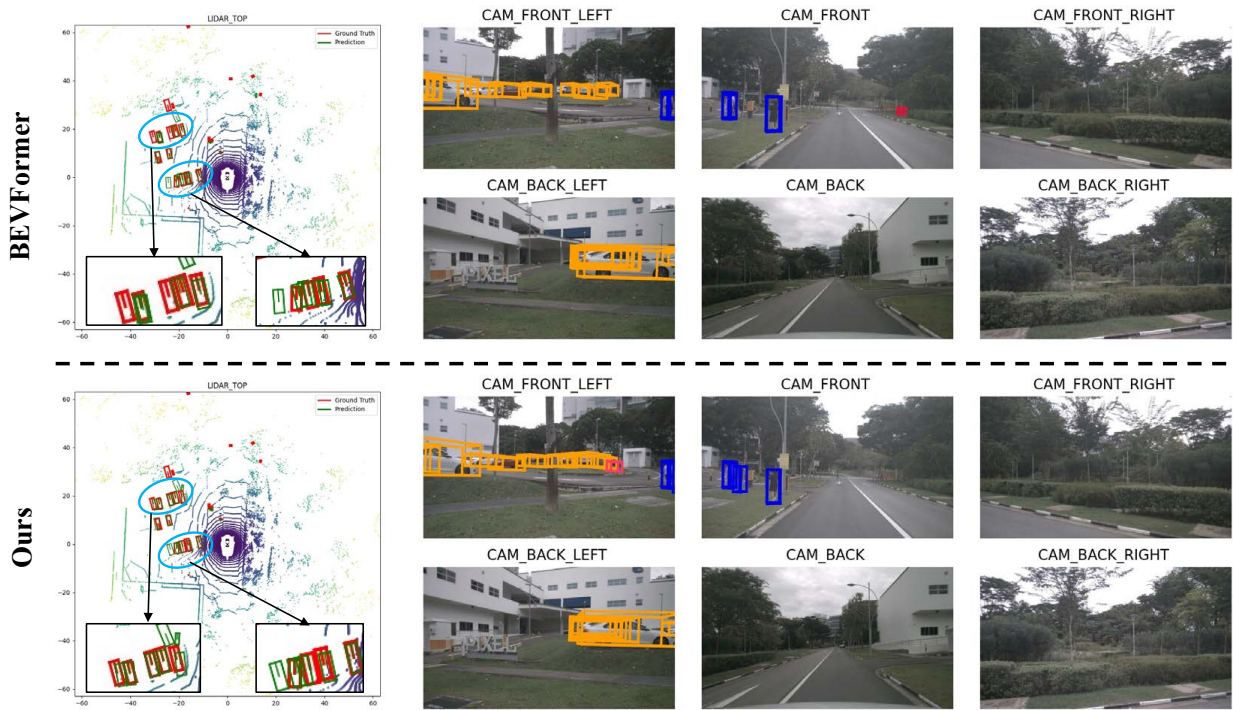 BEVFormer
LIDAR_TOP
Ground Truth
Prediction
60
40
20
0
−20
−40
−60
−60 −40 −20 0 20 40 60
CAM_FRONT_LEFT CAM_FRONT CAM_FRONT_RIGHT
CAM_BACK_LEFT CAM_BACK CAM_BACK_RIGHT
PIXEL
Ours
LIDAR_TOP
Ground Truth
Prediction
60
40
20
0
−20
−40
−60
−60 −40 −20 0 20 40 60
CAM_FRONT_LEFT CAM_FRONT CAM_FRONT_RIGHT
CAM_BACK_LEFT CAM_BACK CAM_BACK_RIGHT
PIXEL